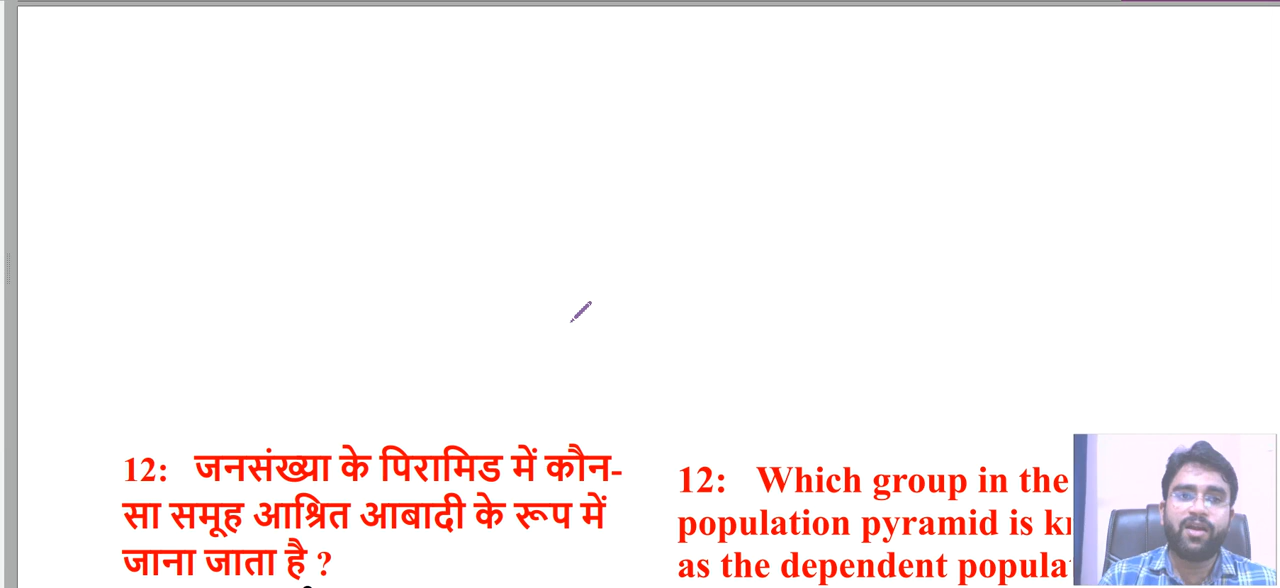 12: जनसंख्या के पिरामिड में कौन-
सा समूह आश्रित आबादी के रूप में
जाना जाता है ?
12: Which group in the
population pyramid is
as the dependent